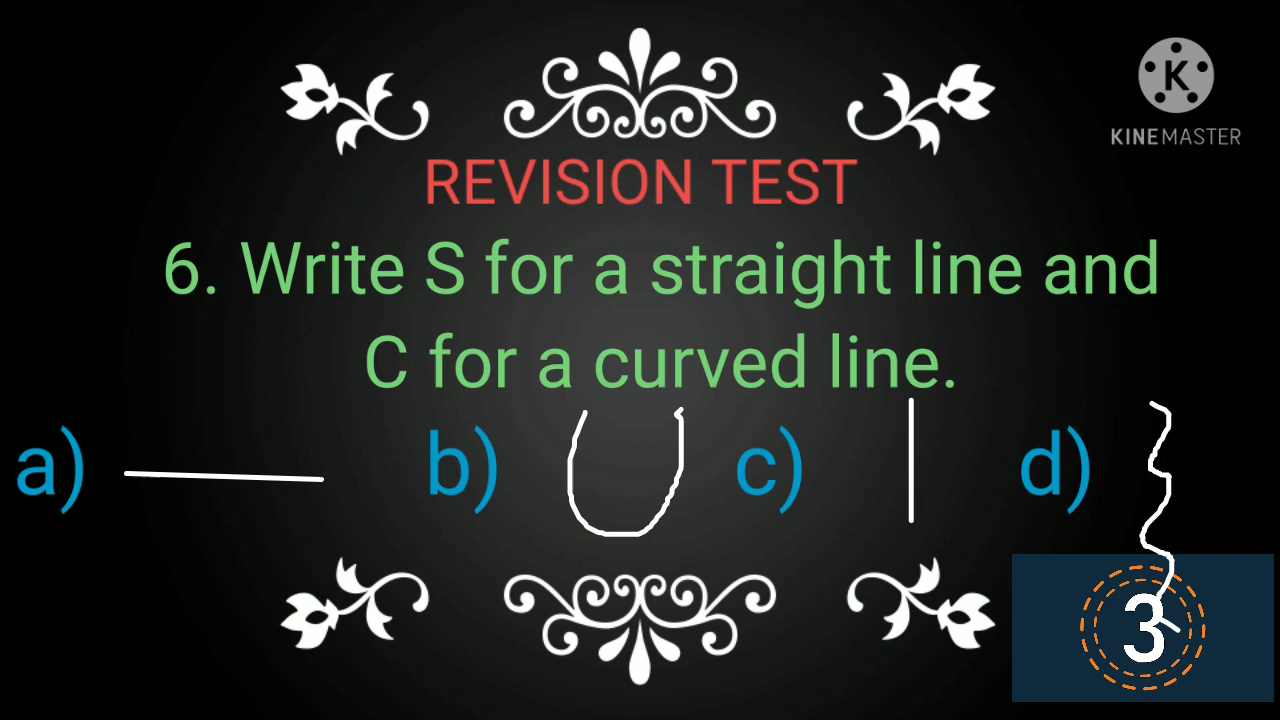 KINEMASTER
REVISION TEST
6. Write S for a straight line and
C for a curved line.
a) b) c) d)
3